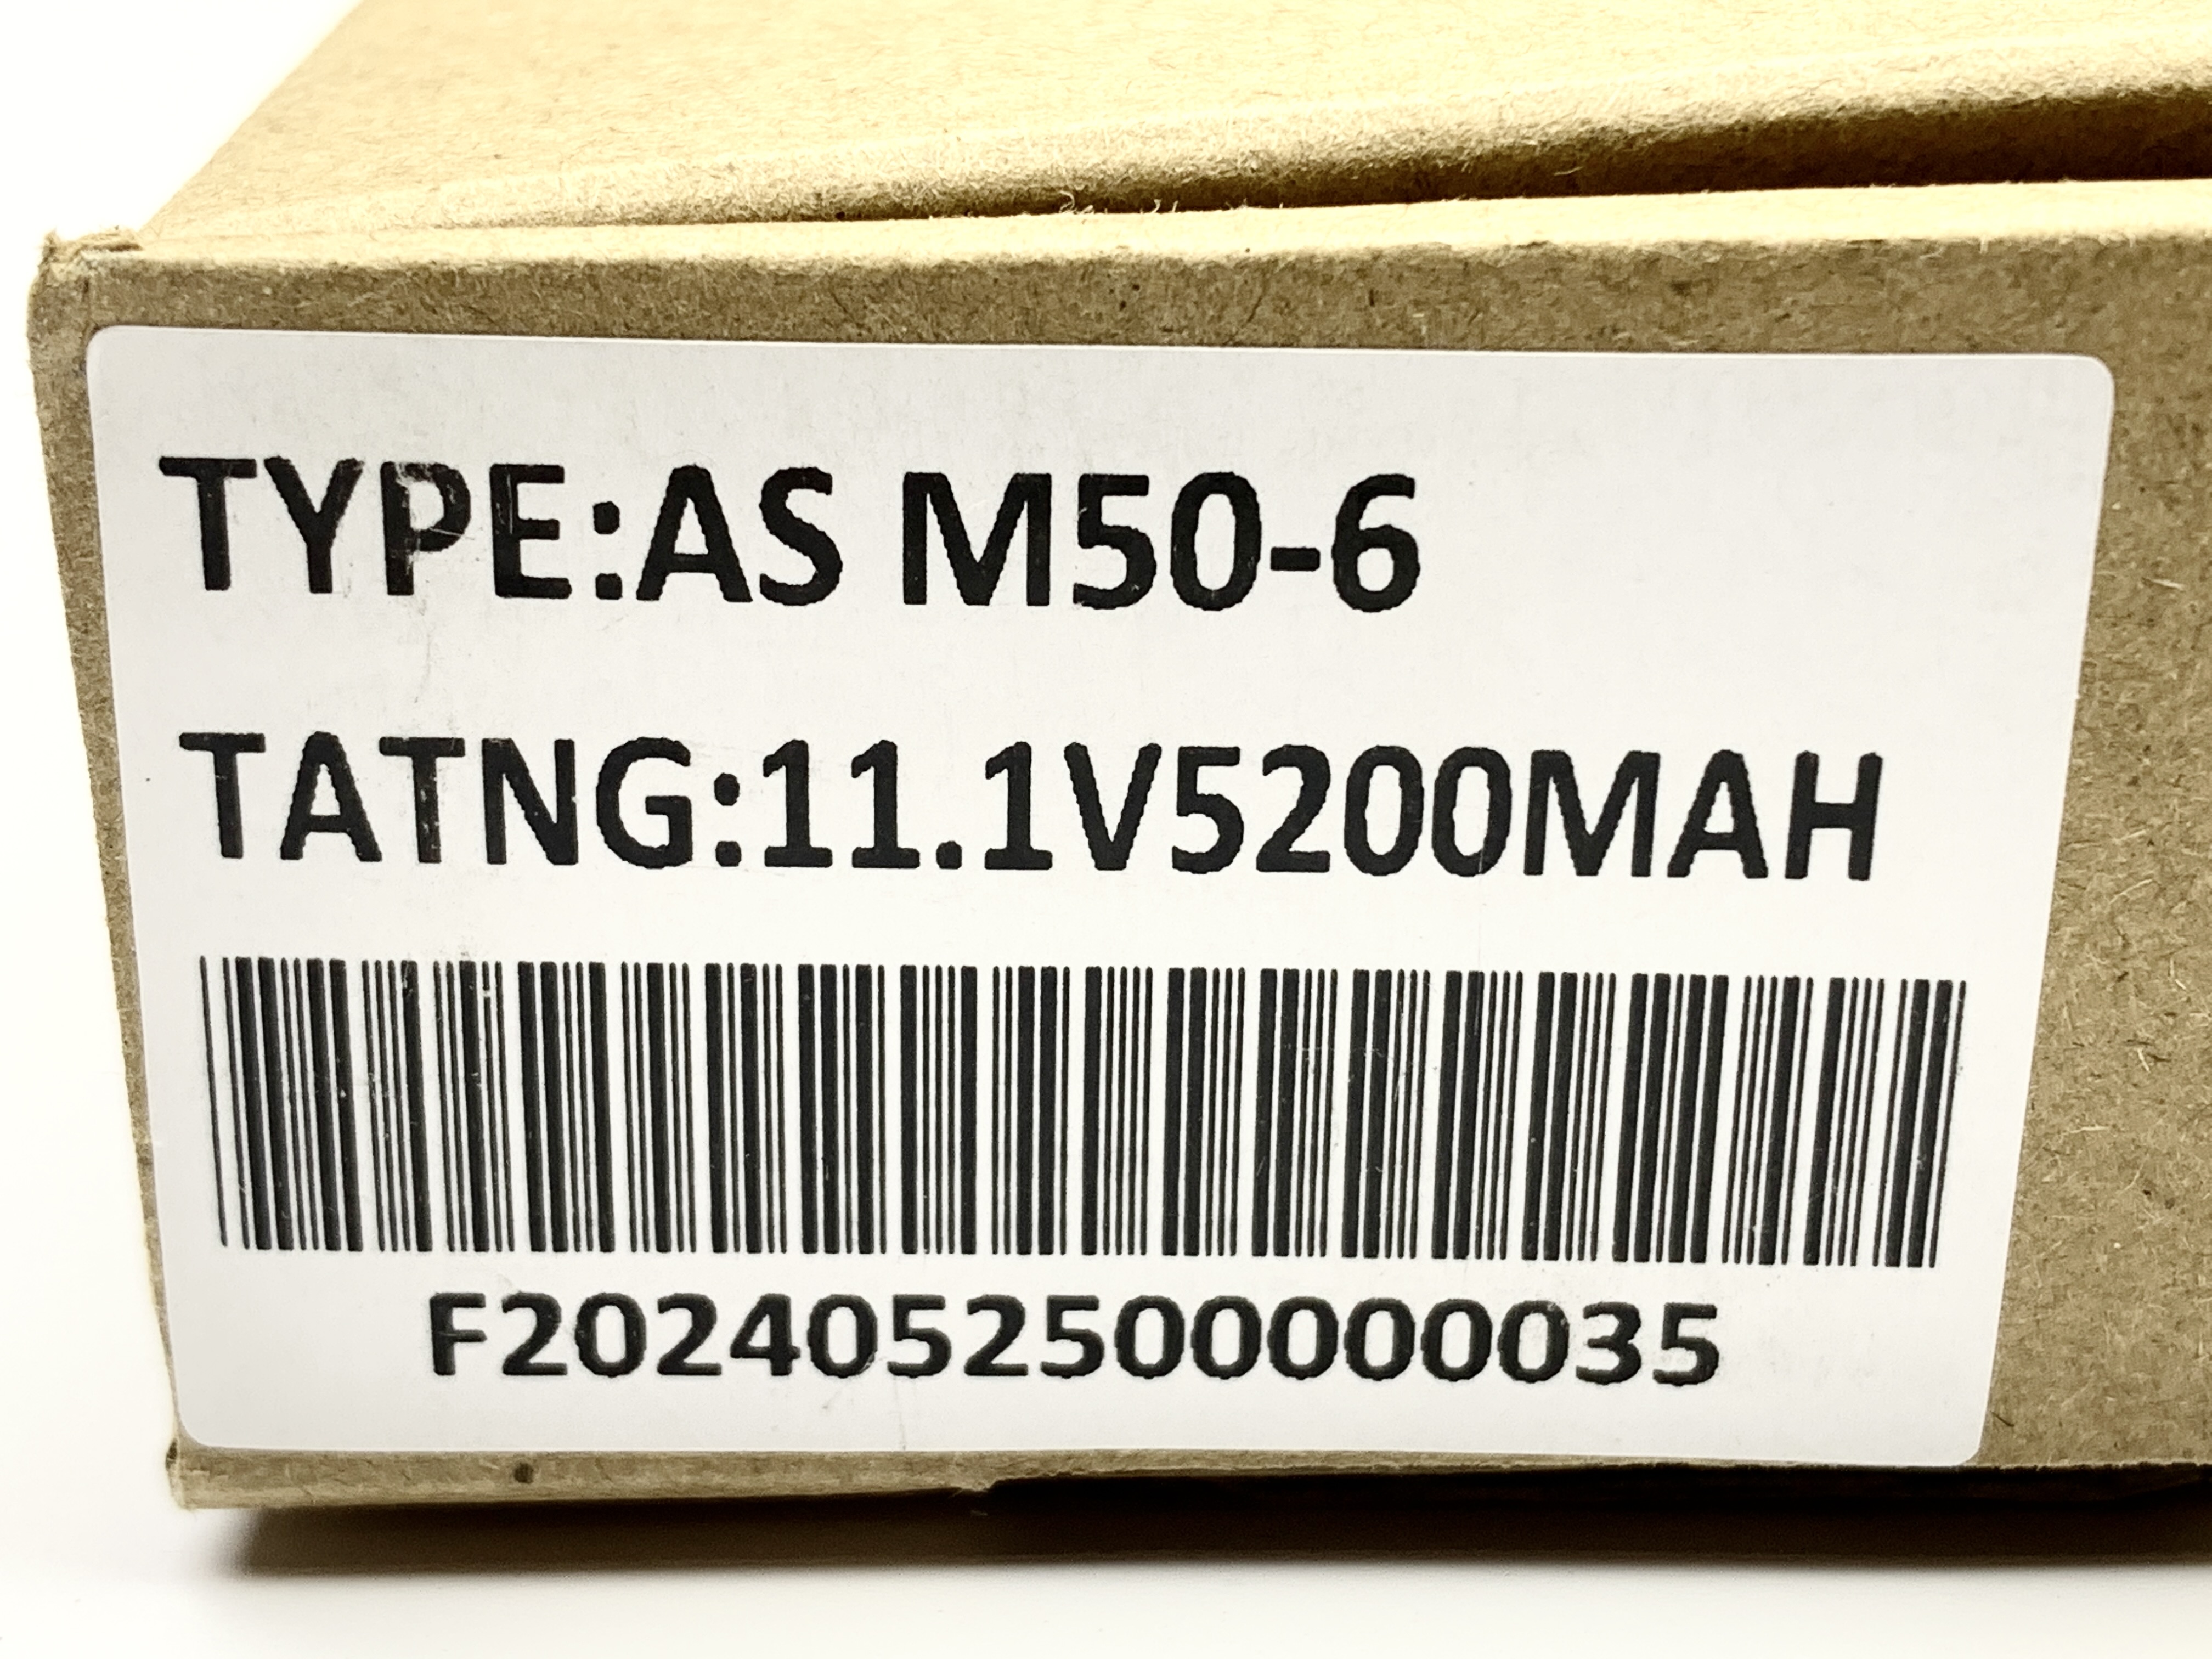 TYPE:AS M50-6
TATNG:11.1V5200MAH
F2024052500000035